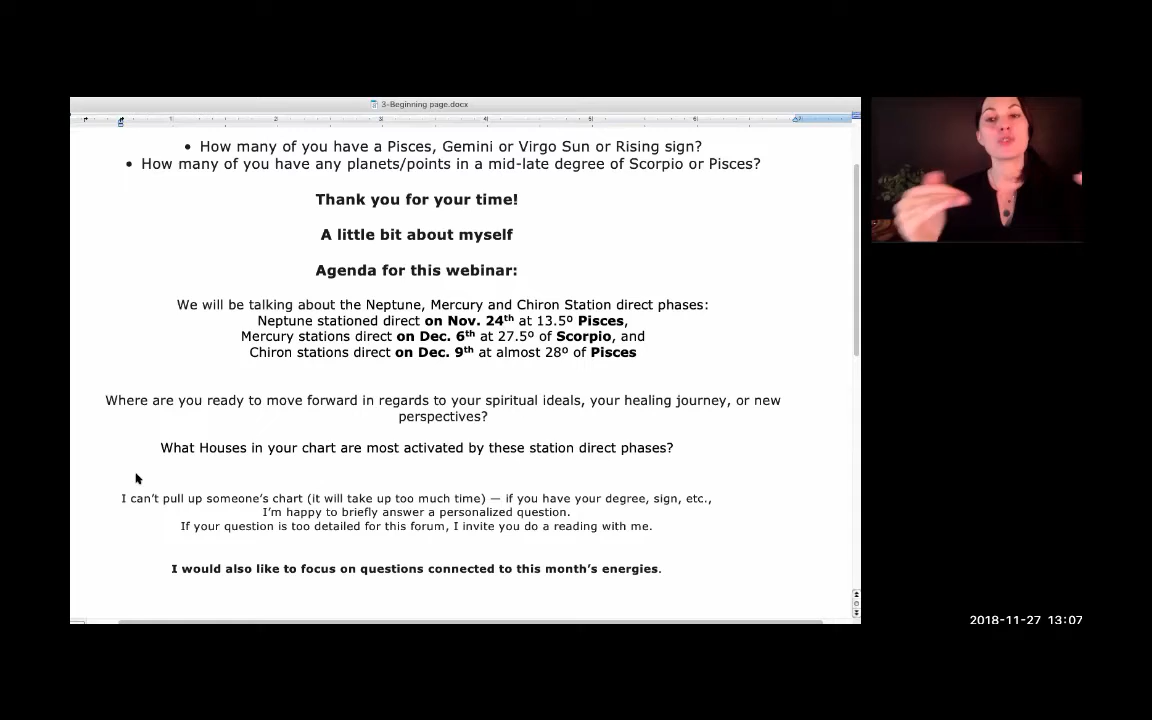 3-Beginning page.docx
1 2 3 4 5 6 7
• How many of you have a Pisces, Gemini or Virgo Sun or Rising sign?
• How many of you have any planets/points in a mid-late degree of Scorpio or Pisces?
Thank you for your time!
A little bit about myself
Agenda for this webinar:
We will be talking about the Neptune, Mercury and Chiron Station direct phases:
Neptune stationed direct on Nov. 24th at 13.5º Pisces,
Mercury stations direct on Dec. 6th at 27.5º of Scorpio, and
Chiron stations direct on Dec. 9th at almost 28º of Pisces
Where are you ready to move forward in regards to your spiritual ideals, your healing journey, or new
perspectives?
What Houses in your chart are most activated by these station direct phases?
I can’t pull up someone’s chart (it will take up too much time) — if you have your degree, sign, etc.,
I’m happy to briefly answer a personalized question.
If your question is too detailed for this forum, I invite you do a reading with me.
I would also like to focus on questions connected to this month’s energies.
2018-11-27 13:07